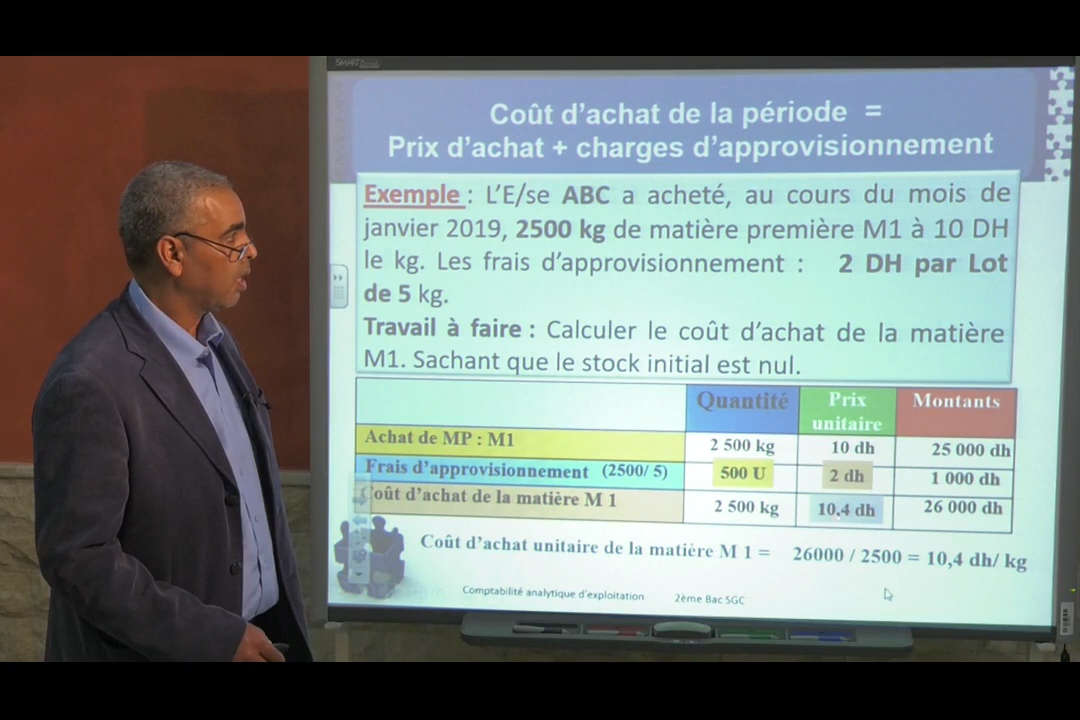 SMART
Coût d'achat de la période =
Prix d'achat + charges d'approvisionnement
Exemple : L'E/se ABC a acheté, au cours du mois de
janvier 2019, 2500 kg de matière première M1 à 10 DH
le kg. Les frais d'approvisionnement : 2 DH par Lot
de 5 kg.
Travail à faire : Calculer le coût d'achat de la matière
M1. Sachant que le stock initial est nul.
Quantité Prix unitaire Montants
Achat de MP : M1 2 500 kg 10 dh 25 000 dh
Frais d'approvisionnement (2500/ 5) 500 U 2 dh 1 000 dh
Coût d'achat de la matière M 1 2 500 kg 10,4 dh 26 000 dh
Coût d'achat unitaire de la matière M 1 = 26000 / 2500 = 10,4 dh/ kg
Comptabilité analytique d'exploitation 2ème Bac SGC